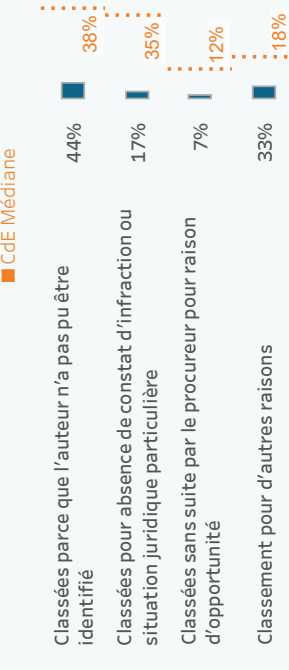 CdE Médiane
Classées parce que l'auteur n'a pas pu être
identifié
44%
38%
Classées pour absence de constat d'infraction ou
situation juridique particulière
17%
35%
Classées sans suite par le procureur pour raison
d'opportunité
7%
12%
Classement pour d'autres raisons
33%
18%